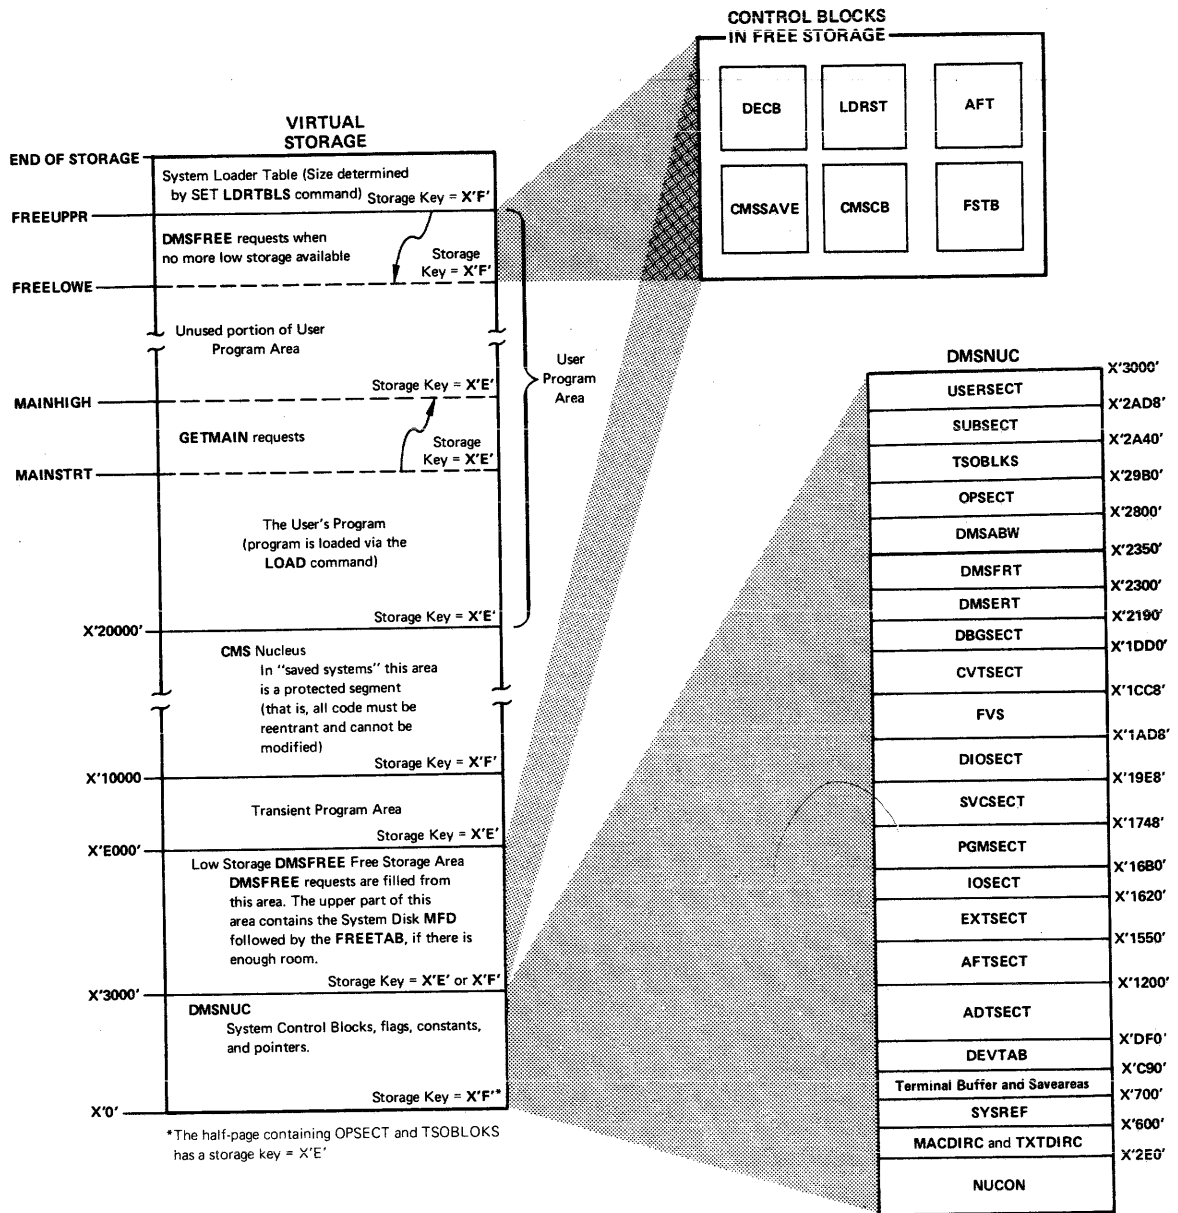 CONTROL BLOCKS
IN FREE STORAGE
DECB
LDRST
AFT
CMSSAVE
CMSCB
FSTB
VIRTUAL
STORAGE
END OF STORAGE
System Loader Table (Size determined
by SET LDRTBLS command)
Storage Key = X'F'
FREEUPPR
DMSFREE requests when
no more low storage available
Storage
Key = X'F'
FREELOWE
Unused portion of User
Program Area
Storage Key = X'E'
User
Program
Area
MAINHIGH
GETMAIN requests
Storage
Key = X'E'
MAINSTRT
The User's Program
(program is loaded via the
LOAD command)
Storage Key = X'E'
X'20000'
CMS Nucleus
In "saved systems" this area
is a protected segment
(that is, all code must be
reentrant and cannot be
modified)
Storage Key = X'F'
X'10000
Transient Program Area
Storage Key = X'E'
X'E000'
Low Storage DMSFREE Free Storage Area
DMSFREE requests are filled from
this area. The upper part of this
area contains the System Disk MFD
followed by the FREETAB, if there is
enough room.
Storage Key = X'E' or X'F'
X'3000'
DMSNUC
System Control Blocks, flags, constants,
and pointers.
Storage Key = X'F'*
X'0'
*The half-page containing OPSECT and TSOBLOKS
has a storage key = X'E'
DMSNUC
X'3000'
USERSECT
X'2AD8'
SUBSECT
X'2A40'
TSOBLKS
X'29B0'
OPSECT
X'2800'
DMSABW
X'2350'
DMSFRT
X'2300'
DMSERT
X'2190'
DBGSECT
X'1DD0'
CVTSECT
X'1CC8'
FVS
X'1AD8'
DIOSECT
X'19E8'
SVCSECT
X'1748'
PGMSECT
X'16B0'
IOSECT
X'1620'
EXTSECT
X'1550'
AFTSECT
X'1200'
ADTSECT
X'DF0'
DEVTAB
X'C90'
Terminal Buffer and Saveareas
X'700'
SYSREF
X'600'
MACDIRC and TXTDIRC
X'2E0'
NUCON